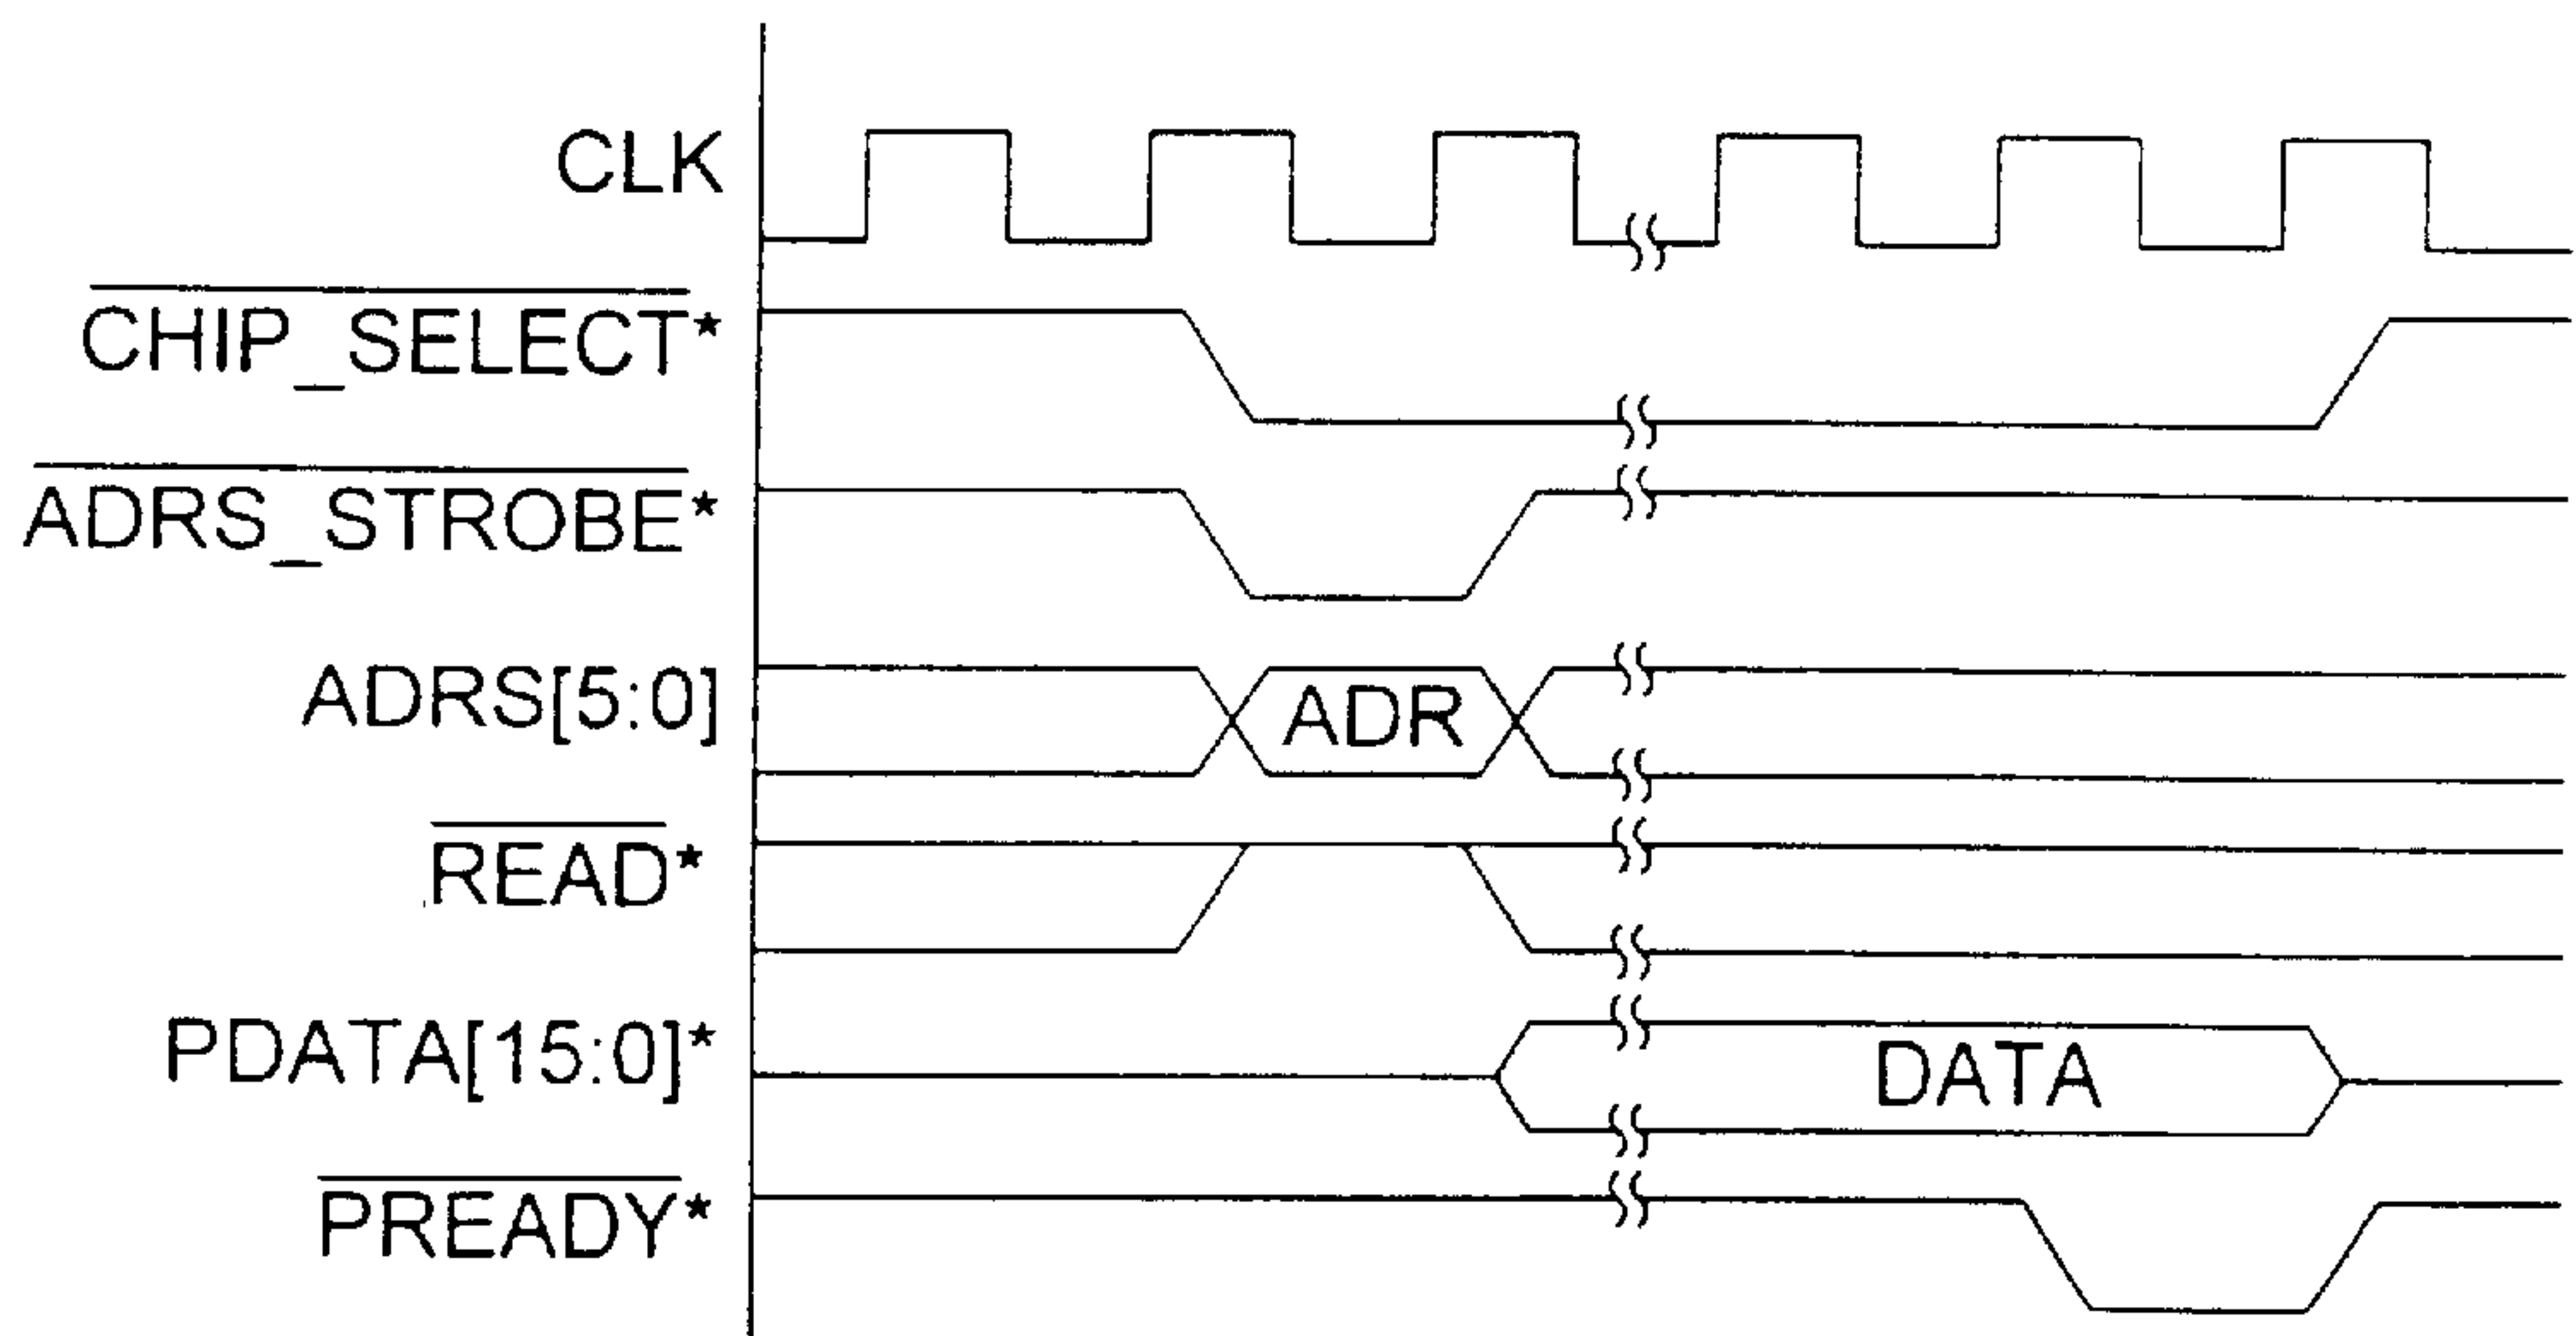 CLK
CHIP_SELECT*
ADRS_STROBE*
ADRS[5:0]
ADR
READ*
PDATA[15:0]*
DATA
PREADY*